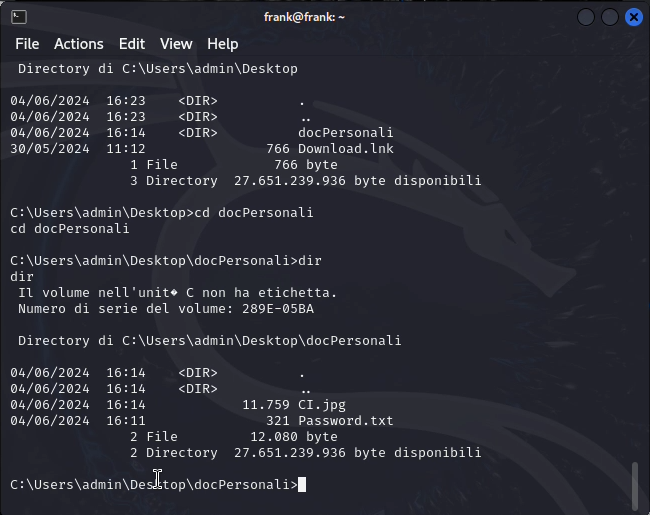 frank@frank: ~
File Actions Edit View Help
Directory di C:\Users\admin\Desktop
04/06/2024 16:23 <DIR> .
04/06/2024 16:23 <DIR> ..
04/06/2024 16:14 <DIR> docPersonali
30/05/2024 11:12 766 Download.lnk
1 File 766 byte
3 Directory 27.651.239.936 byte disponibili
C:\Users\admin\Desktop>cd docPersonali
cd docPersonali
C:\Users\admin\Desktop\docPersonali>dir
dir
Il volume nell'unit� C non ha etichetta.
Numero di serie del volume: 289E-05BA
Directory di C:\Users\admin\Desktop\docPersonali
04/06/2024 16:14 <DIR> .
04/06/2024 16:14 <DIR> ..
04/06/2024 16:14 11.759 CI.jpg
04/06/2024 16:11 321 Password.txt
2 File 12.080 byte
2 Directory 27.651.239.936 byte disponibili
C:\Users\admin\Desktop\docPersonali>